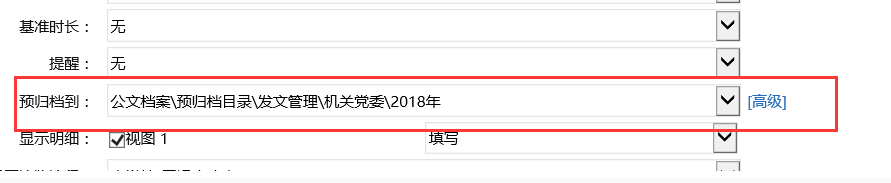 基准时长： 无
提醒： 无
预归档到： 公文档案\预归档目录\发文管理\机关党委\2018年 [高级]
显示明细： 视图 1 填写